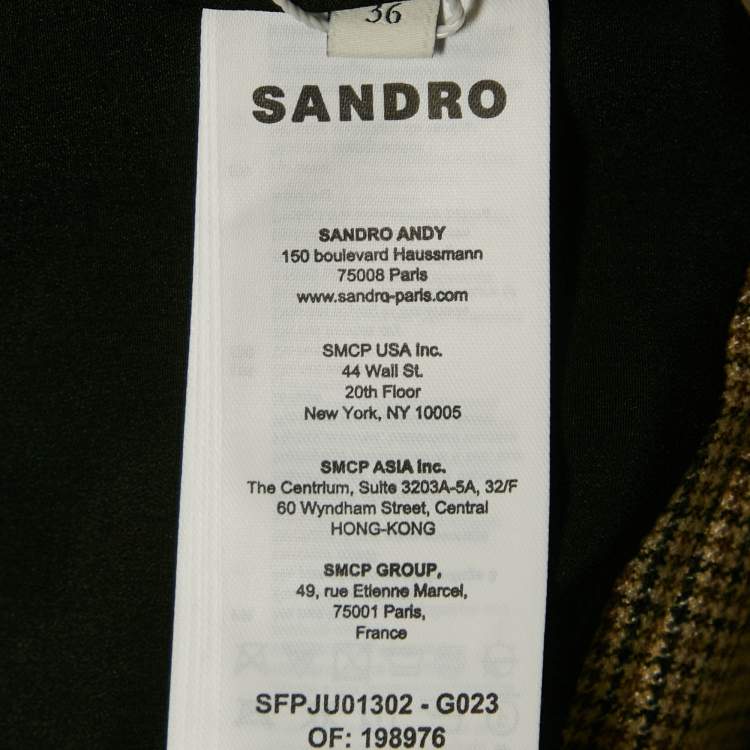 36
SANDRO
SANDRO ANDY
150 boulevard Haussmann
75008 Paris
www.sandro-paris.com
SMCP USA Inc.
44 Wall St.
20th Floor
New York, NY 10005
SMCP ASIA Inc.
The Centrium, Suite 3203A-5A, 32/F
60 Wyndham Street, Central
HONG-KONG
SMCP GROUP,
49, rue Etienne Marcel,
75001 Paris,
France
SFPJU01302 - G023
OF: 198976